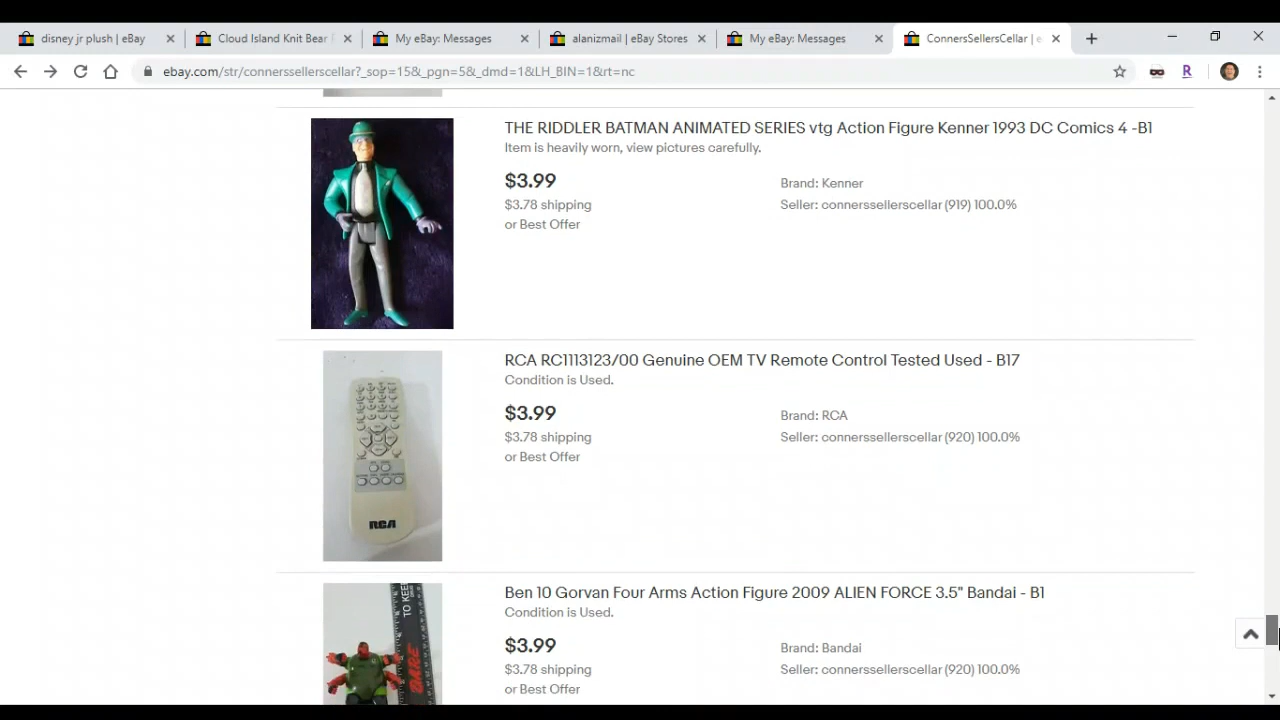 disney jr plush | eBay
Cloud Island Knit Bear
My eBay: Messages
alanizmail | eBay Stores
My eBay: Messages
ConnersSellersCellar | e
ebay.com/str/connerssellerscellar?_sop=15&_pgn=5&_dmd=1&LH_BIN=1&rt=nc
R
THE RIDDLER BATMAN ANIMATED SERIES vtg Action Figure Kenner 1993 DC Comics 4 -B1
Item is heavily worn, view pictures carefully.
$3.99
Brand: Kenner
$3.78 shipping
Seller: connerssellerscellar (919) 100.0%
or Best Offer
RCA RC1113123/00 Genuine OEM TV Remote Control Tested Used - B17
Condition is Used.
$3.99
Brand: RCA
$3.78 shipping
Seller: connerssellerscellar (920) 100.0%
or Best Offer
RCA
Ben 10 Gorvan Four Arms Action Figure 2009 ALIEN FORCE 3.5" Bandai - B1
Condition is Used.
$3.99
Brand: Bandai
$3.78 shipping
Seller: connerssellerscellar (920) 100.0%
or Best Offer
TO KEE
DARE